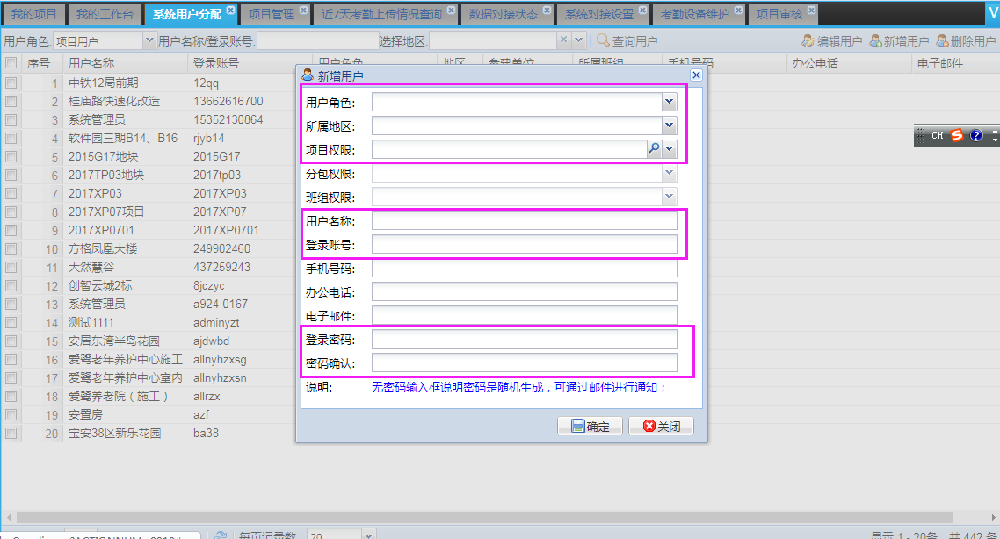 我的项目 我的工作台 系统用户分配 项目管理 近7天考勤上传情况查询 数据对接状态 系统对接设置 考勤设备维护 项目审核
用户角色: 项目用户 用户名称/登录账号: 选择地区: 查询用户 编辑用户 新增用户 删除用户
序号 用户名称 登录账号 用户角色 地区 参建单位 所属班组 手机号码 办公电话 电子邮件
1 中铁12局前期 12qq
2 桂庙路快速化改造 13662616700
3 系统管理员 15352130864
4 软件园三期B14、B16 rjyb14
5 2015G17地块 2015G17
6 2017TP03地块 2017tp03
7 2017XP03 2017XP03
8 2017XP07项目 2017XP07
9 2017XP0701 2017XP0701
10 方格凤凰大楼 249902460
11 天然慧谷 437259243
12 创智云城2标 8jczyc
13 系统管理员 a924-0167
14 测试1111 adminyzt
15 安居东湾半岛花园 ajdwbd
16 爱鹭老年养护中心施工 allnyhzxsg
17 爱鹭老年养护中心室内 allnyhzxsn
18 爱鹭养老院（施工） allrzx
19 安置房 azf
20 宝安38区新乐花园 ba38
新增用户
用户角色:
所属地区:
项目权限:
分包权限:
班组权限:
用户名称:
登录账号:
手机号码:
办公电话:
电子邮件:
登录密码:
密码确认:
说明: 无密码输入框说明密码是随机生成，可通过邮件进行通知；
确定 关闭
CH
每页记录数 20 显示 1 - 20条，共 442 条